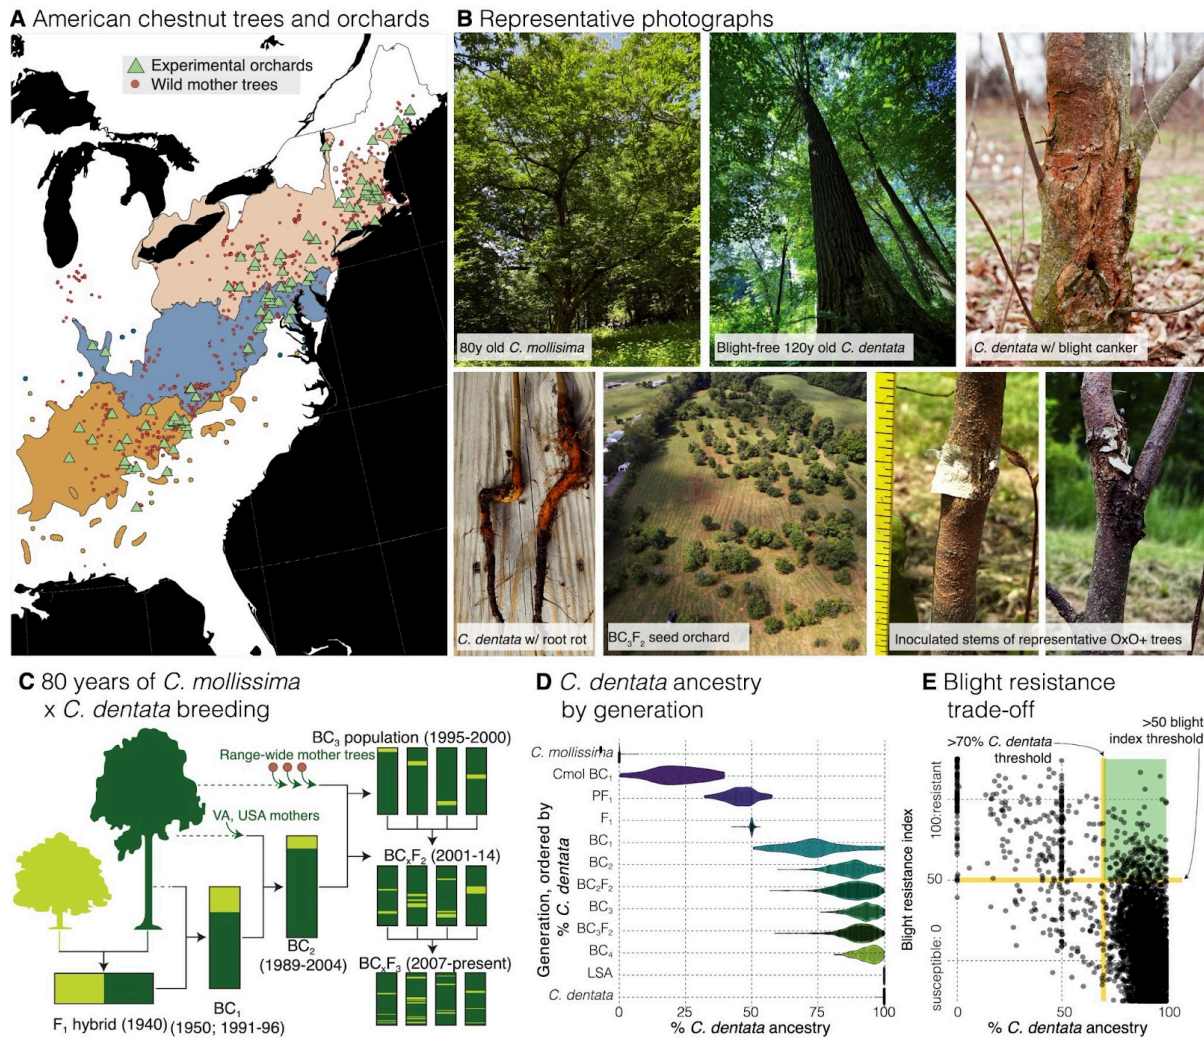 A American chestnut trees and orchards
Experimental orchards
Wild mother trees
B Representative photographs
80y old C. mollisima
Blight-free 120y old C. dentata
C. dentata w/ blight canker
C. dentata w/ root rot
BC₃F₂ seed orchard
Inoculated stems of representative OxO+ trees
C 80 years of C. mollissima
x C. dentata breeding
BC₃ population (1995-2000)
Range-wide mother trees
VA, USA mothers
BCₓF₂ (2001-14)
BC₂
(1989-2004)
BCₓF₃ (2007-present)
F₁ hybrid (1940)
BC₁
(1950; 1991-96)
D C. dentata ancestry
by generation
Generation, ordered by
% C. dentata
C. mollissima
Cmol BC₁
PF₁
F₁
BC₁
BC₂
BC₂F₂
BC₃
BC₃F₂
BC₄
LSA
C. dentata
0 25 50 75 100
% C. dentata ancestry
E Blight resistance
trade-off
>50 blight
index threshold
>70% C. dentata
threshold
Blight resistance index
100:resistant
50
susceptible: 0
0 50 100
% C. dentata ancestry